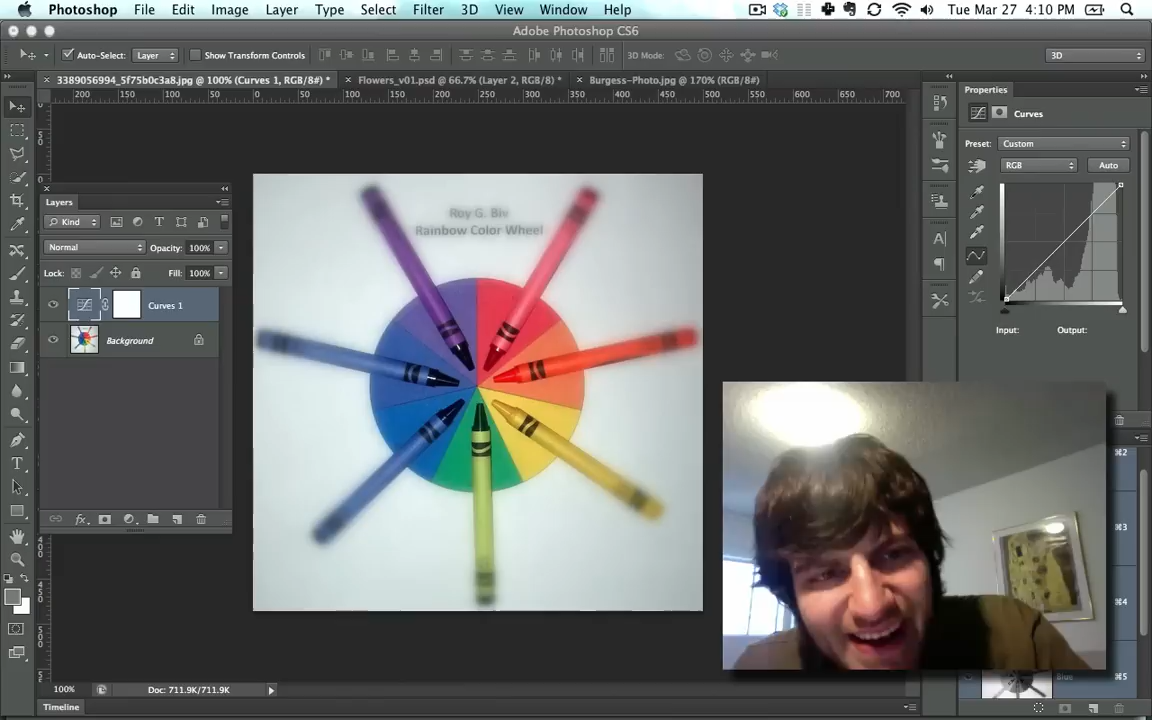 Photoshop File Edit Image Layer Type Select Filter 3D View Window Help Tue Mar 27 4:10 PM
Adobe Photoshop CS6
Auto-Select: Layer Show Transform Controls 3D Mode: 3D
3389056994_5f75b0c3a8.jpg @ 100% (Curves 1, RGB/8#) * Flowers_v01.psd @ 66.7% (Layer 2, RGB/8) * Burgess-Photo.jpg @ 170% (RGB/8#)
200 150 100 50 0 50 100 150 200 250 300 350 400 450 500 550 600 650 700
Properties
Curves
Preset: Custom
RGB Auto
Input: Output:
Layers
Kind
Normal Opacity: 100%
Lock: Fill: 100%
Curves 1
Background
Roy G. Biv
Rainbow Color Wheel
⌘2
⌘3
⌘4
Blue ⌘5
100% Doc: 711.9K/711.9K
Timeline